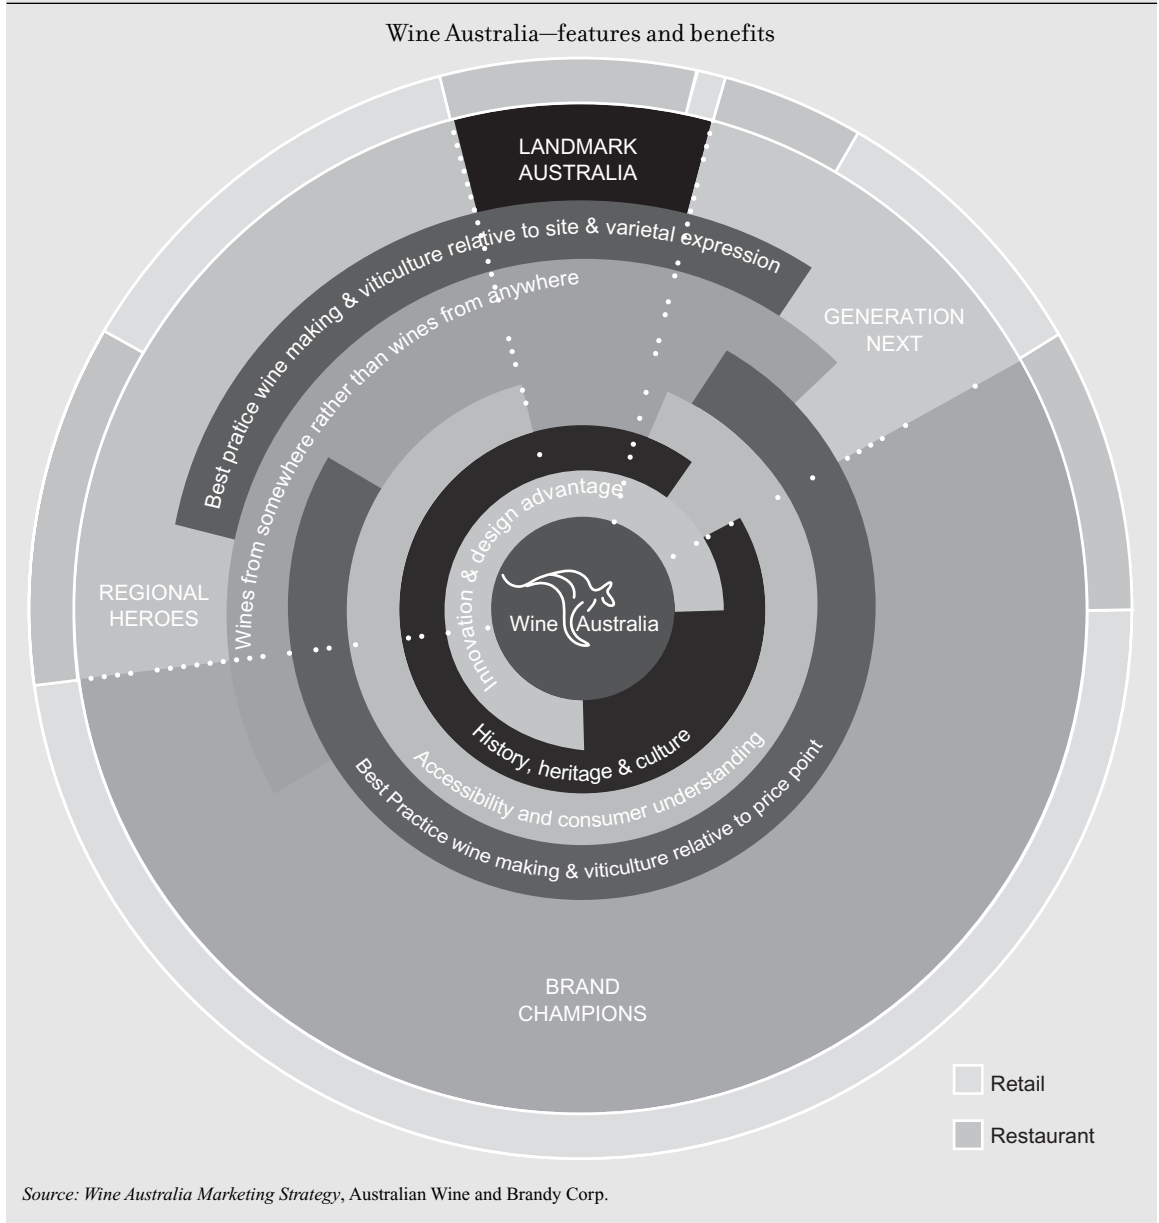 Wine Australia—features and benefits
LANDMARK
AUSTRALIA
Best pratice wine making & viticulture relative to site & varietal expression
Wines from somewhere rather than wines from anywhere
GENERATION
NEXT
REGIONAL
HEROES
Innovation & design advantage
Wine Australia
History, heritage & culture
Accessibility and consumer understanding
Best Practice wine making & viticulture relative to price point
BRAND
CHAMPIONS
Retail
Restaurant
Source: Wine Australia Marketing Strategy, Australian Wine and Brandy Corp.